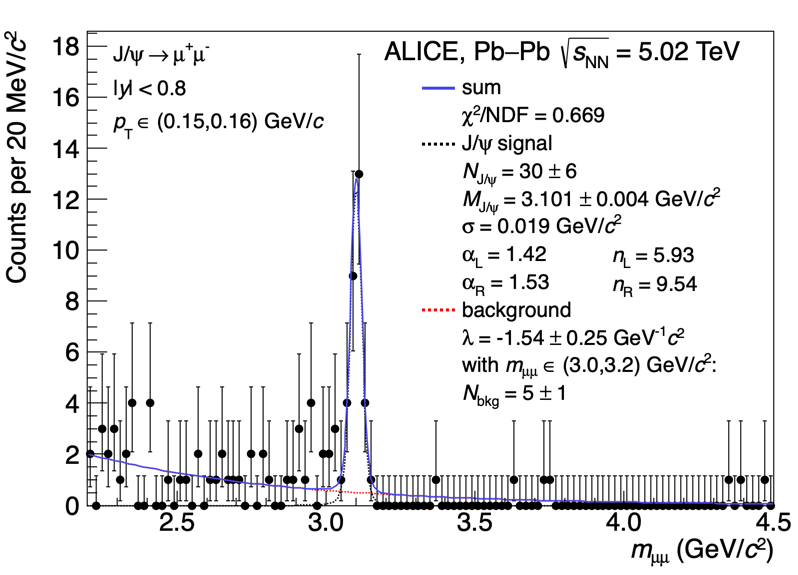 ALICE, Pb–Pb √sNN = 5.02 TeV
J/ψ → μ+μ-
|y| < 0.8
pT ∈ (0.15,0.16) GeV/c
sum
χ2/NDF = 0.669
J/ψ signal
NJ/ψ = 30 ± 6
MJ/ψ = 3.101 ± 0.004 GeV/c2
σ = 0.019 GeV/c2
αL = 1.42 nL = 5.93
αR = 1.53 nR = 9.54
background
λ = -1.54 ± 0.25 GeV-1c2
with mμμ ∈ (3.0,3.2) GeV/c2:
Nbkg = 5 ± 1
Counts per 20 MeV/c2
18
16
14
12
10
8
6
4
2
0
2.5 3.0 3.5 4.0 4.5
mμμ (GeV/c2)